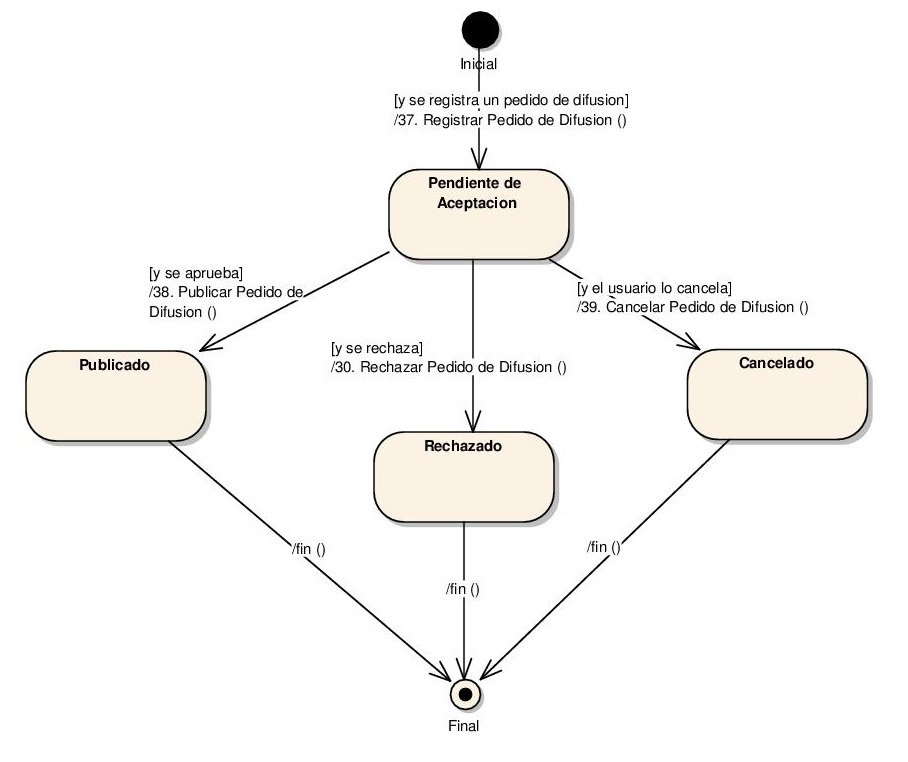 Inicial
[y se registra un pedido de difusion]
/37. Registrar Pedido de Difusion ()
Pendiente de
Aceptacion
[y se aprueba]
/38. Publicar Pedido de
Difusion ()
[y el usuario lo cancela]
/39. Cancelar Pedido de Difusion ()
[y se rechaza]
/30. Rechazar Pedido de Difusion ()
Publicado
Cancelado
Rechazado
/fin ()
/fin ()
/fin ()
Final